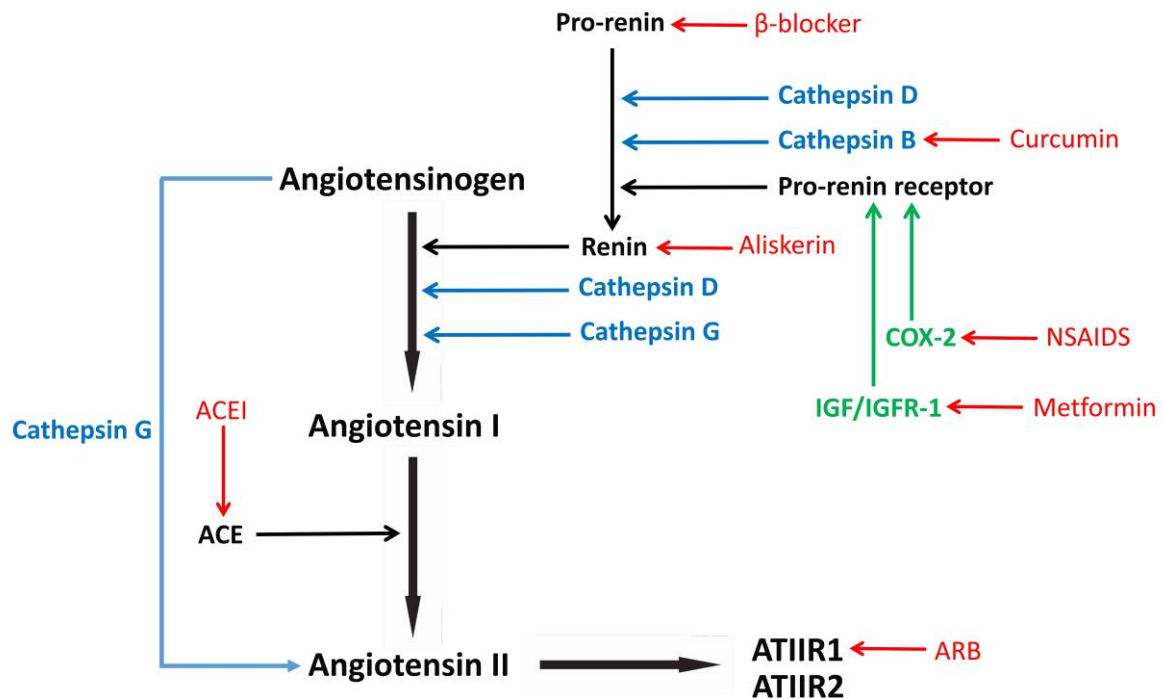 Pro-renin
β-blocker
Cathepsin D
Cathepsin B
Curcumin
Angiotensinogen
Pro-renin receptor
Renin
Aliskerin
Cathepsin D
Cathepsin G
COX-2
NSAIDS
ACEI
IGF/IGFR-1
Metformin
Cathepsin G
Angiotensin I
ACE
Angiotensin II
ATIIR1
ARB
ATIIR2